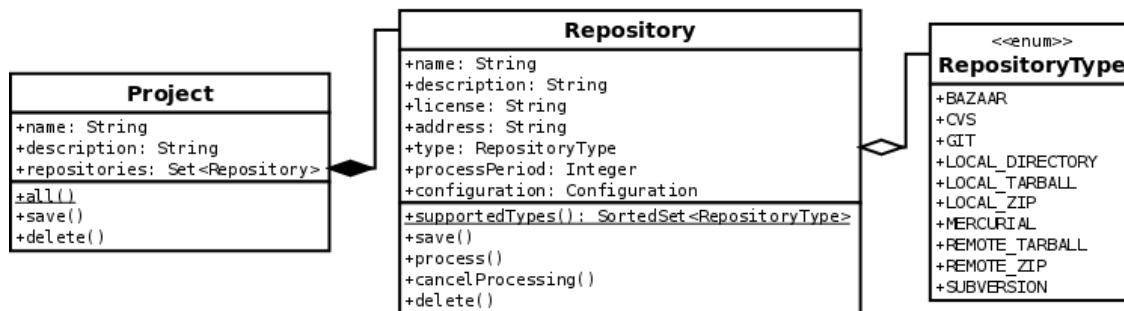 Project
+name: String
+description: String
+repositories: Set<Repository>
+all()
+save()
+delete()
Repository
+name: String
+description: String
+license: String
+address: String
+type: RepositoryType
+processPeriod: Integer
+configuration: Configuration
+supportedTypes(): SortedSet<RepositoryType>
+save()
+process()
+cancelProcessing()
+delete()
<<enum>>
RepositoryType
+BAZAAR
+CVS
+GIT
+LOCAL_DIRECTORY
+LOCAL_TARBALL
+LOCAL_ZIP
+MERCURIAL
+REMOTE_TARBALL
+REMOTE_ZIP
+SUBVERSION